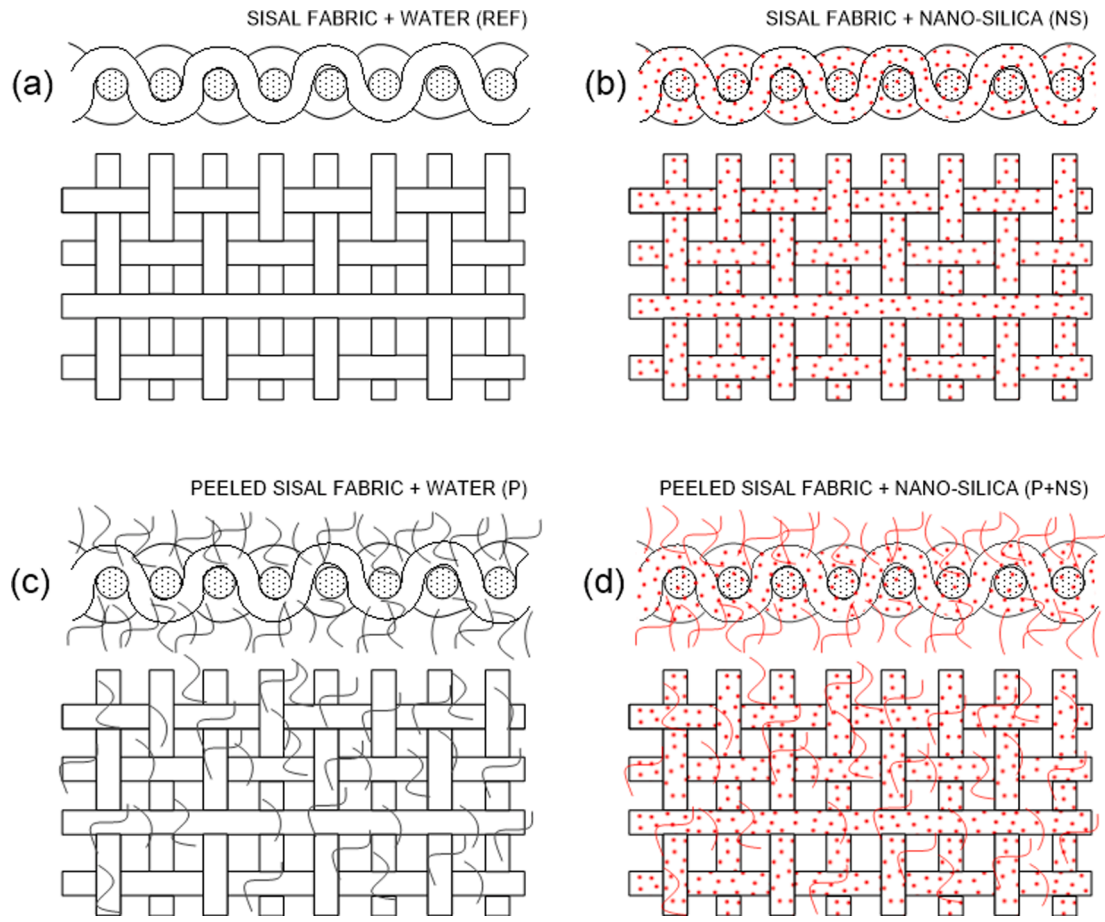 SISAL FABRIC + WATER (REF)
(a)
SISAL FABRIC + NANO-SILICA (NS)
(b)
PEELED SISAL FABRIC + WATER (P)
(c)
PEELED SISAL FABRIC + NANO-SILICA (P+NS)
(d)